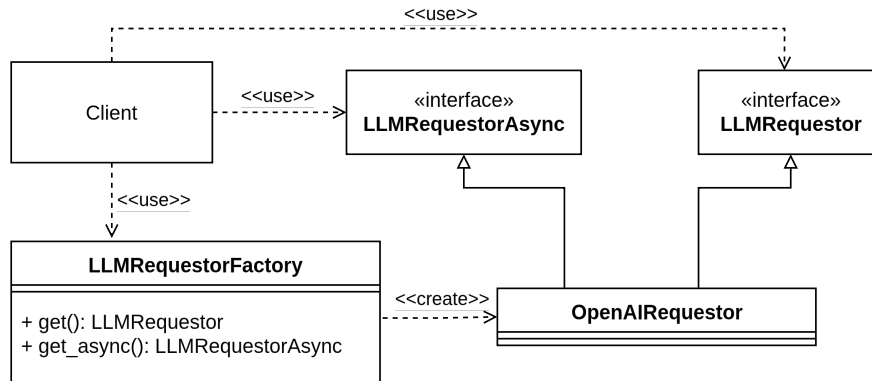 <<use>>
Client
<<use>>
«interface»
LLMRequestorAsync
«interface»
LLMRequestor
<<use>>
LLMRequestorFactory
+ get(): LLMRequestor
+ get_async(): LLMRequestorAsync
<<create>>
OpenAIRequestor